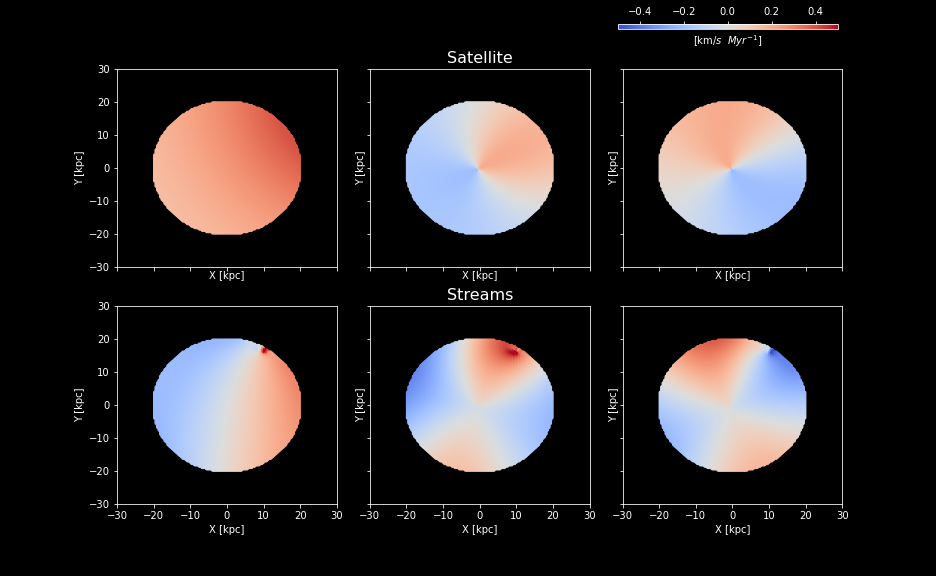 −0.4 −0.2 0.0 0.2 0.4
[km/s Myr⁻¹]
Satellite
30
20
10
0
−10
−20
−30
Y [kpc]
Y [kpc]
Y [kpc]
X [kpc]
X [kpc]
X [kpc]
Streams
30
20
10
0
−10
−20
−30
Y [kpc]
Y [kpc]
Y [kpc]
−30 −20 −10 0 10 20 30
−30 −20 −10 0 10 20 30
−30 −20 −10 0 10 20 30
X [kpc]
X [kpc]
X [kpc]